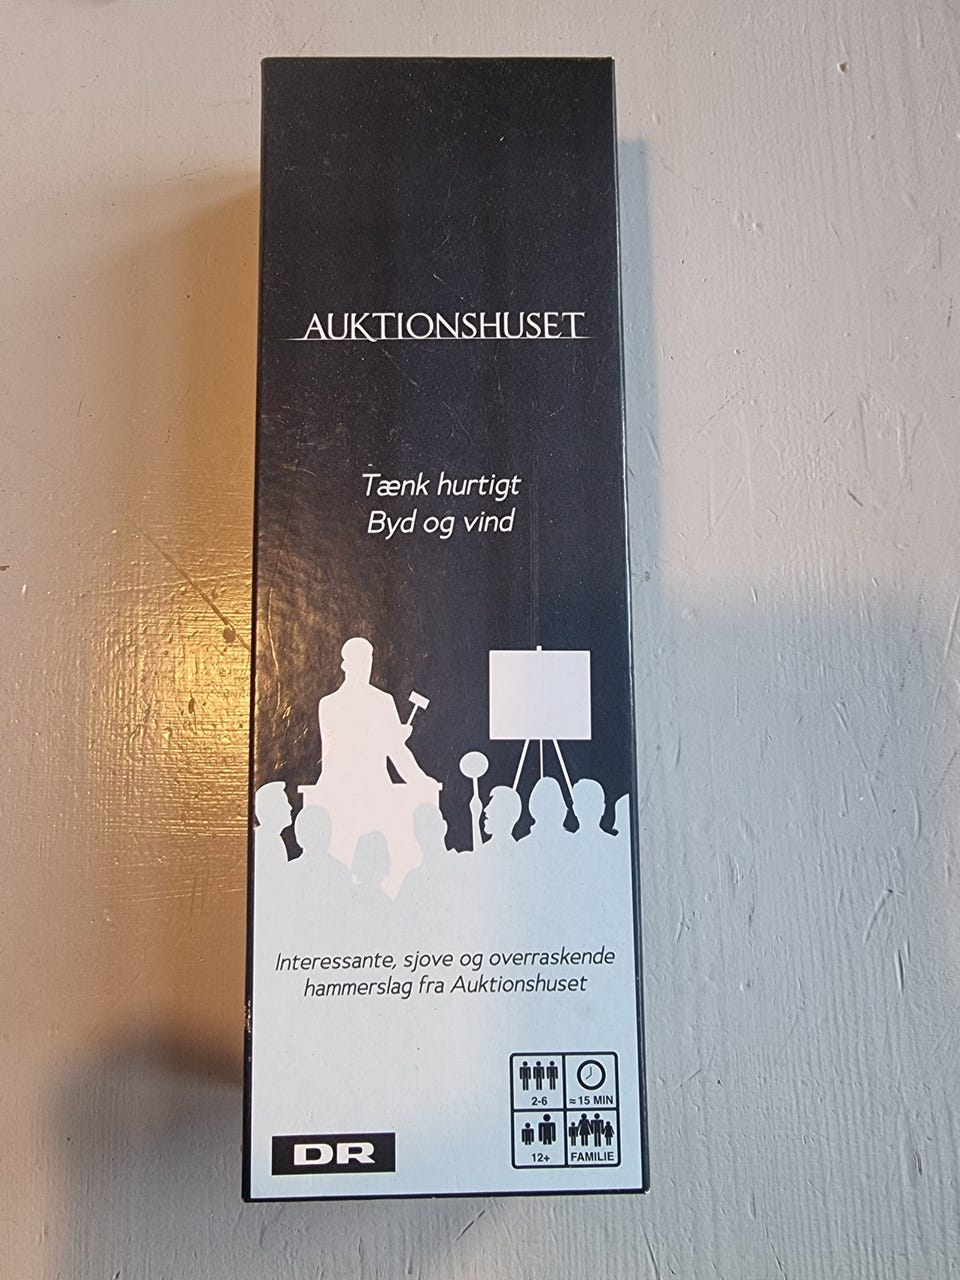 AUKTIONSHUSET
Tænk hurtigt
Byd og vind
Interessante, sjove og overraskende
hammerslag fra Auktionshuset
2-6
≈ 15 MIN
12+
FAMILIE
DR